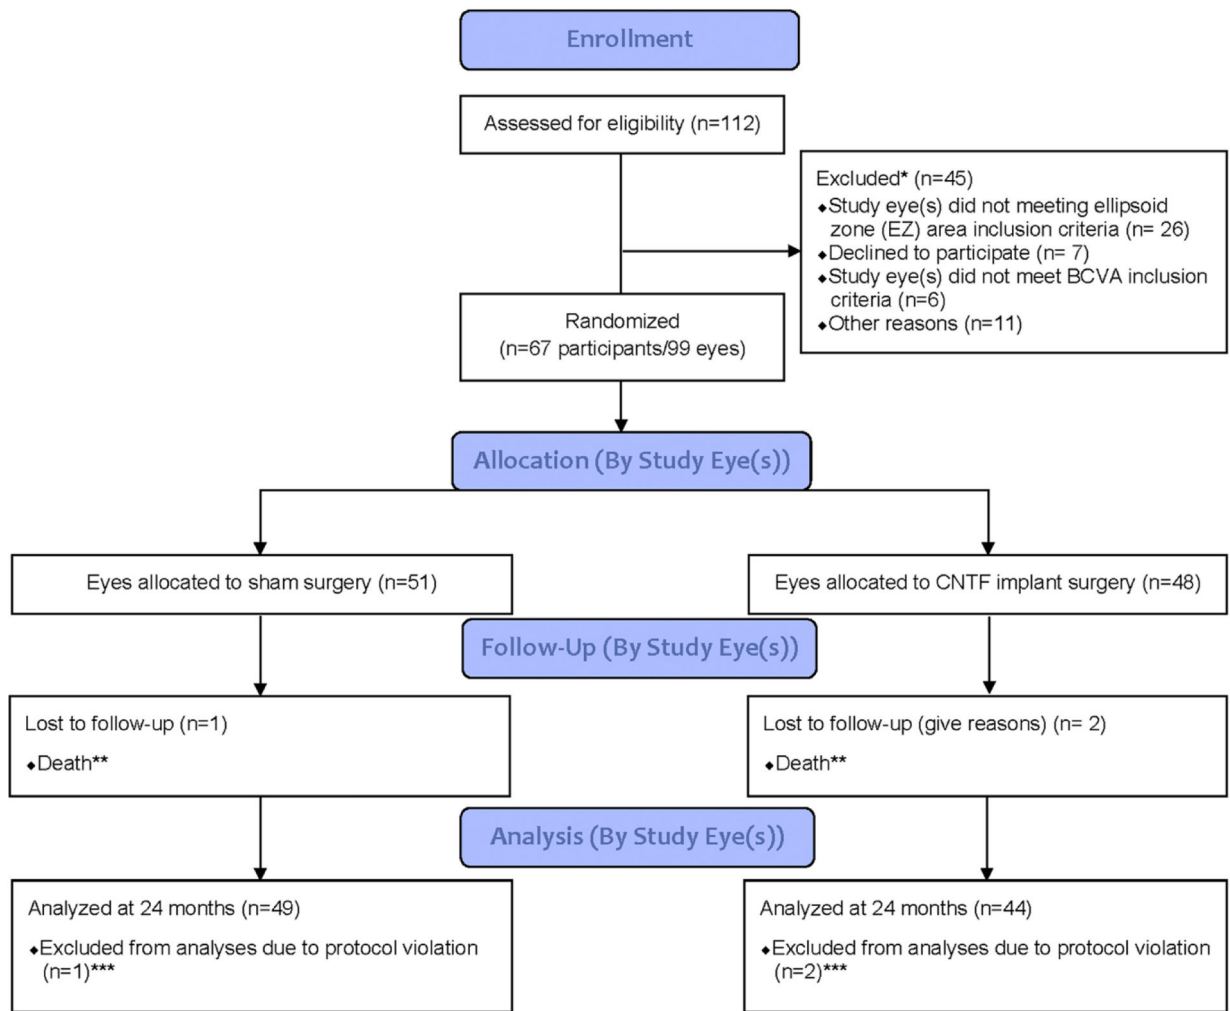 Enrollment
Assessed for eligibility (n=112)
Excluded* (n=45)
◆Study eye(s) did not meeting ellipsoid
zone (EZ) area inclusion criteria (n= 26)
◆Declined to participate (n= 7)
◆Study eye(s) did not meet BCVA inclusion
criteria (n=6)
◆Other reasons (n=11)
Randomized
(n=67 participants/99 eyes)
Allocation (By Study Eye(s))
Eyes allocated to sham surgery (n=51)
Eyes allocated to CNTF implant surgery (n=48)
Follow-Up (By Study Eye(s))
Lost to follow-up (n=1)
◆Death**
Lost to follow-up (give reasons) (n= 2)
◆Death**
Analysis (By Study Eye(s))
Analyzed at 24 months (n=49)
◆Excluded from analyses due to protocol violation
(n=1)***
Analyzed at 24 months (n=44)
◆Excluded from analyses due to protocol violation
(n=2)***